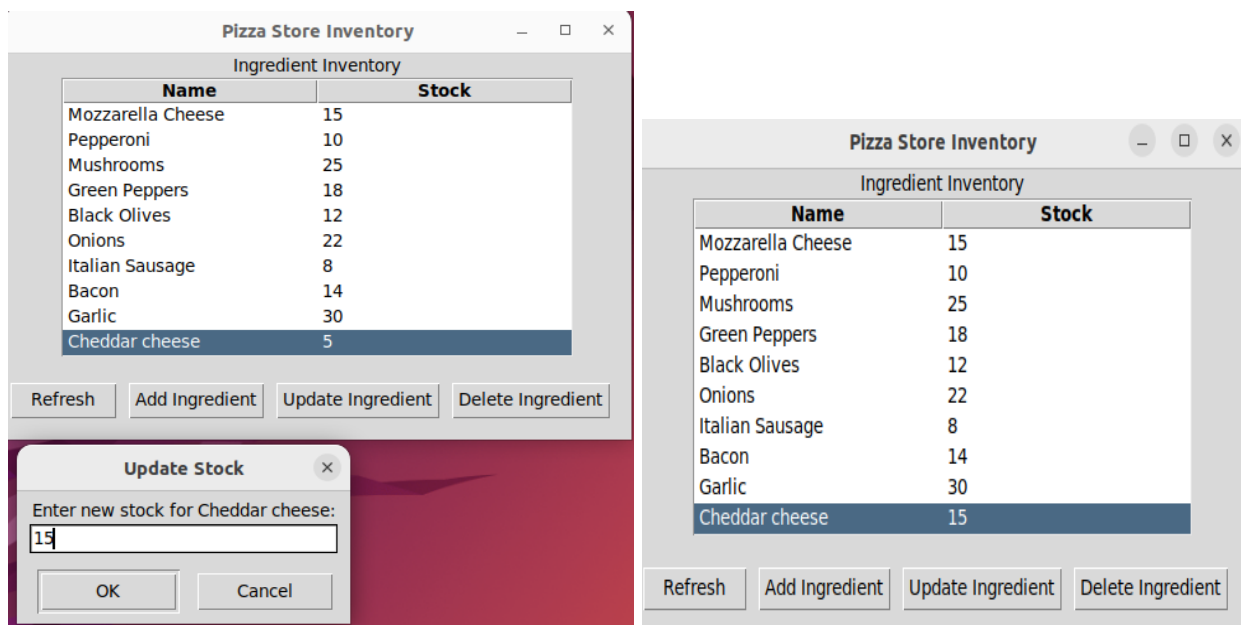 Pizza Store Inventory
Ingredient Inventory
Name Stock
Mozzarella Cheese 15
Pepperoni 10
Mushrooms 25
Green Peppers 18
Black Olives 12
Onions 22
Italian Sausage 8
Bacon 14
Garlic 30
Cheddar cheese 5
Refresh Add Ingredient Update Ingredient Delete Ingredient
Update Stock
Enter new stock for Cheddar cheese:
15
OK Cancel
Pizza Store Inventory
Ingredient Inventory
Name Stock
Mozzarella Cheese 15
Pepperoni 10
Mushrooms 25
Green Peppers 18
Black Olives 12
Onions 22
Italian Sausage 8
Bacon 14
Garlic 30
Cheddar cheese 15
Refresh Add Ingredient Update Ingredient Delete Ingredient